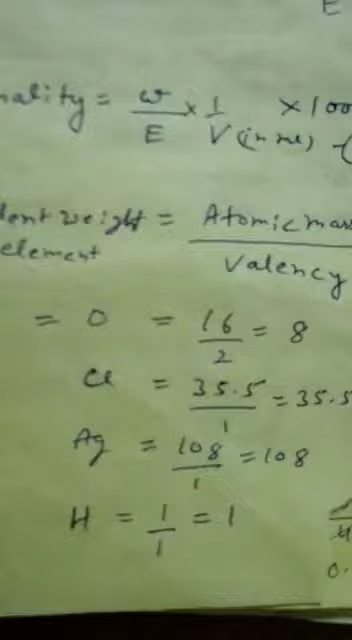 E
nality = w/E × 1/V(in ml) × 100
lent weight = Atomic mas
element Valency
= O = 16/2 = 8
Cl = 35.5/1 = 35.5
Ag = 108/1 = 108
H = 1/1 = 1
0.